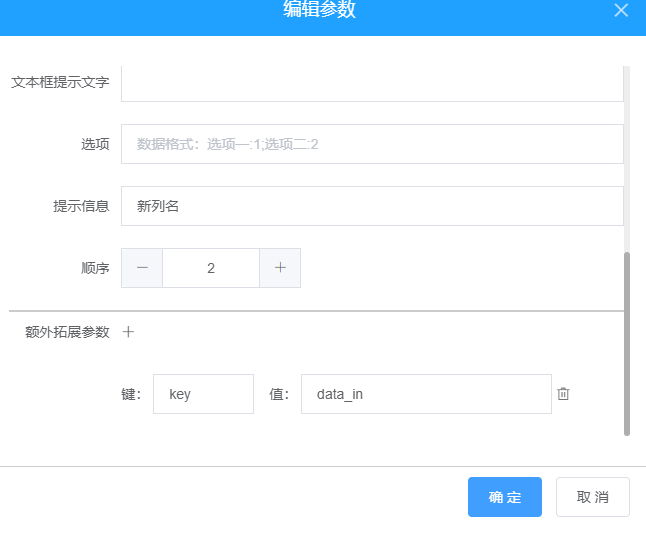 编辑参数
文本框提示文字
选项 数据格式：选项一:1;选项二:2
提示信息 新列名
顺序 2
额外拓展参数
键： key 值： data_in
确定 取消